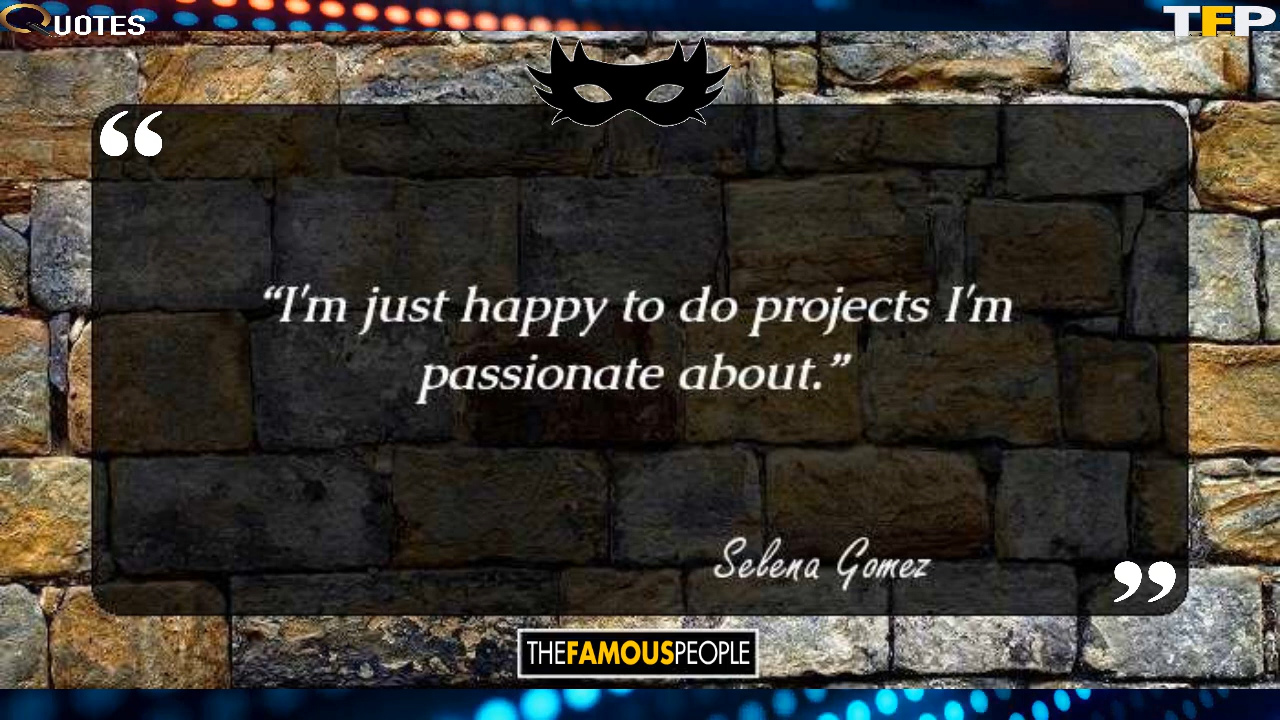 QUOTES
TFP
“I'm just happy to do projects I'm
passionate about.”
Selena Gomez
THEFAMOUSPEOPLE